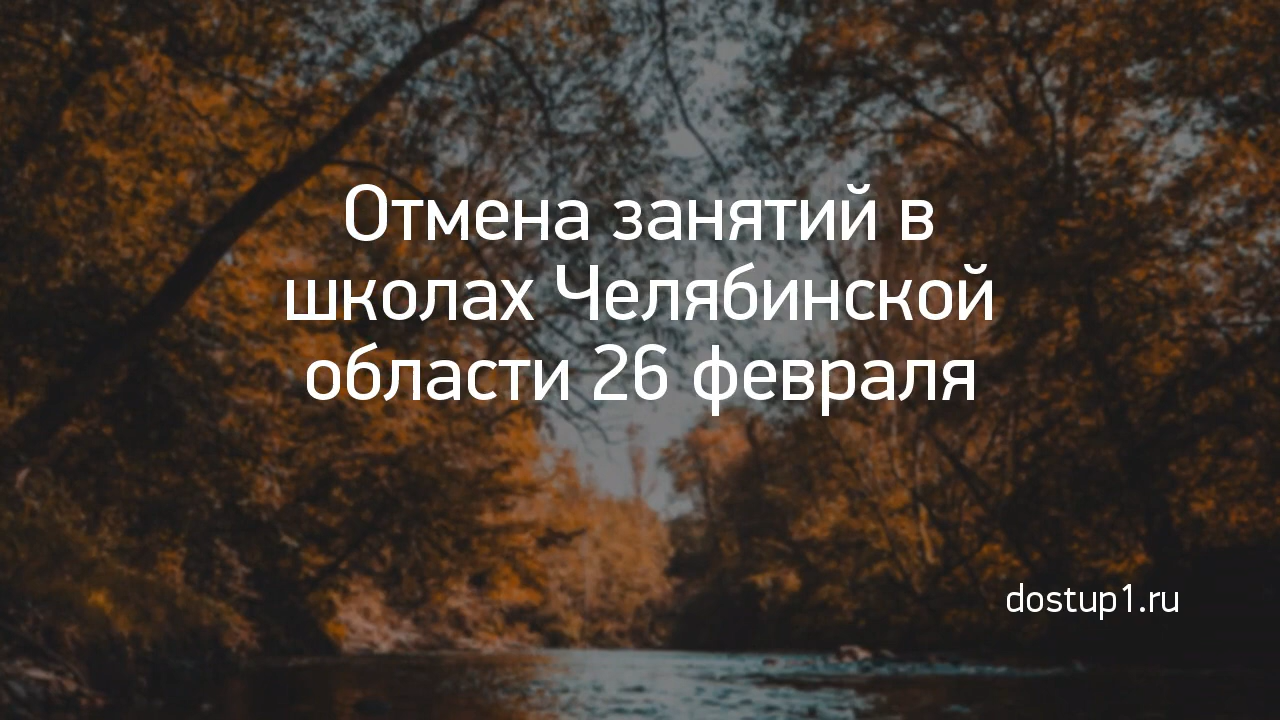 Отмена занятий в
школах Челябинской
области 26 февраля
dostup1.ru